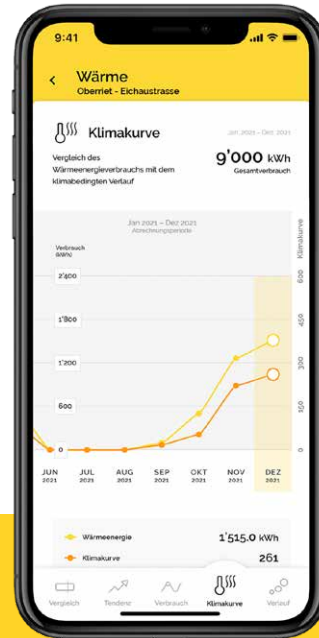 9:41
Wärme
Oberriet - Eichaustrasse
Klimakurve
Jan 2021 - Dez 2021
Vergleich des
Wärmeenergieverbrauchs mit dem
klimabedingten Verlauf
9'000 kWh
Gesamtverbrauch
Jan 2021 - Dez 2021
Abrechnungsperiode
Verbrauch
(kWh)
Klimakurve
2'400
600
1'800
450
1'200
300
600
150
0
0
JUN
2021
JUL
2021
AUG
2021
SEP
2021
OKT
2021
NOV
2021
DEZ
2021
Wärmeenergie
1'515.0 kWh
Klimakurve
261
Vergleich
Tendenz
Verbrauch
Klimakurve
Verlauf